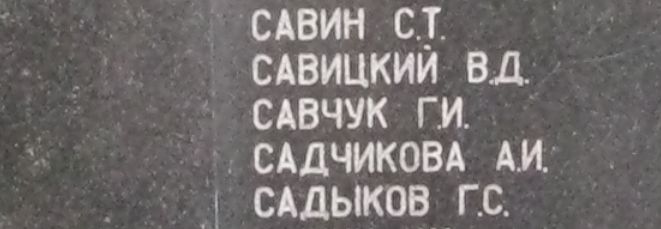 САВИН С.Т.
САВИЦКИЙ В.Д.
САВЧУК Г.И.
САДЧИКОВА А.И.
САДЫКОВ Г.С.